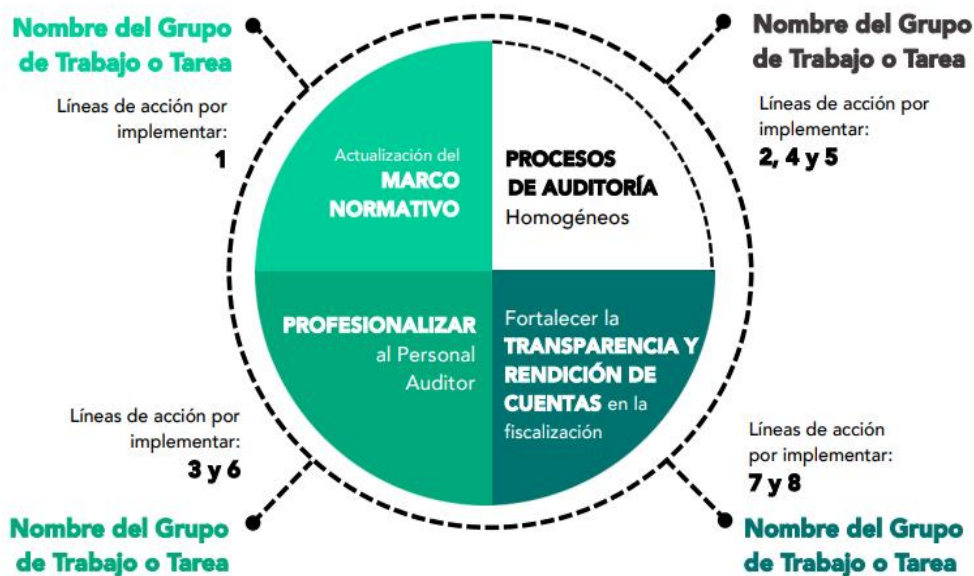 Nombre del Grupo
de Trabajo o Tarea
Líneas de acción por
implementar:
1
Nombre del Grupo
de Trabajo o Tarea
Líneas de acción por
implementar:
2, 4 y 5
Actualización del
MARCO
NORMATIVO
PROCESOS
DE AUDITORÍA
Homogéneos
PROFESIONALIZAR
al Personal
Auditor
Fortalecer la
TRANSPARENCIA Y
RENDICIÓN DE
CUENTAS en la
fiscalización
Líneas de acción por
implementar:
3 y 6
Nombre del Grupo
de Trabajo o Tarea
Líneas de acción
por implementar:
7 y 8
Nombre del Grupo
de Trabajo o Tarea